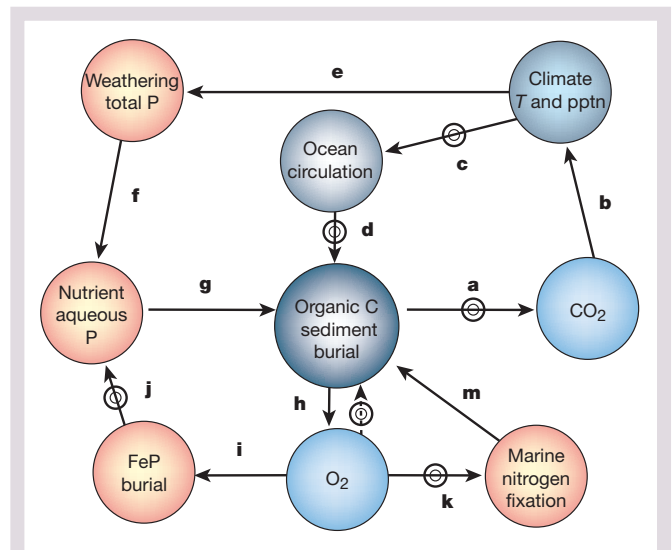 Weathering
total P
e
Climate
T and pptn
Ocean
circulation
c
f
d
b
Nutrient
aqueous
P
g
Organic C
sediment
burial
a
CO2
j
h
m
FeP
burial
i
O2
k
Marine
nitrogen
fixation